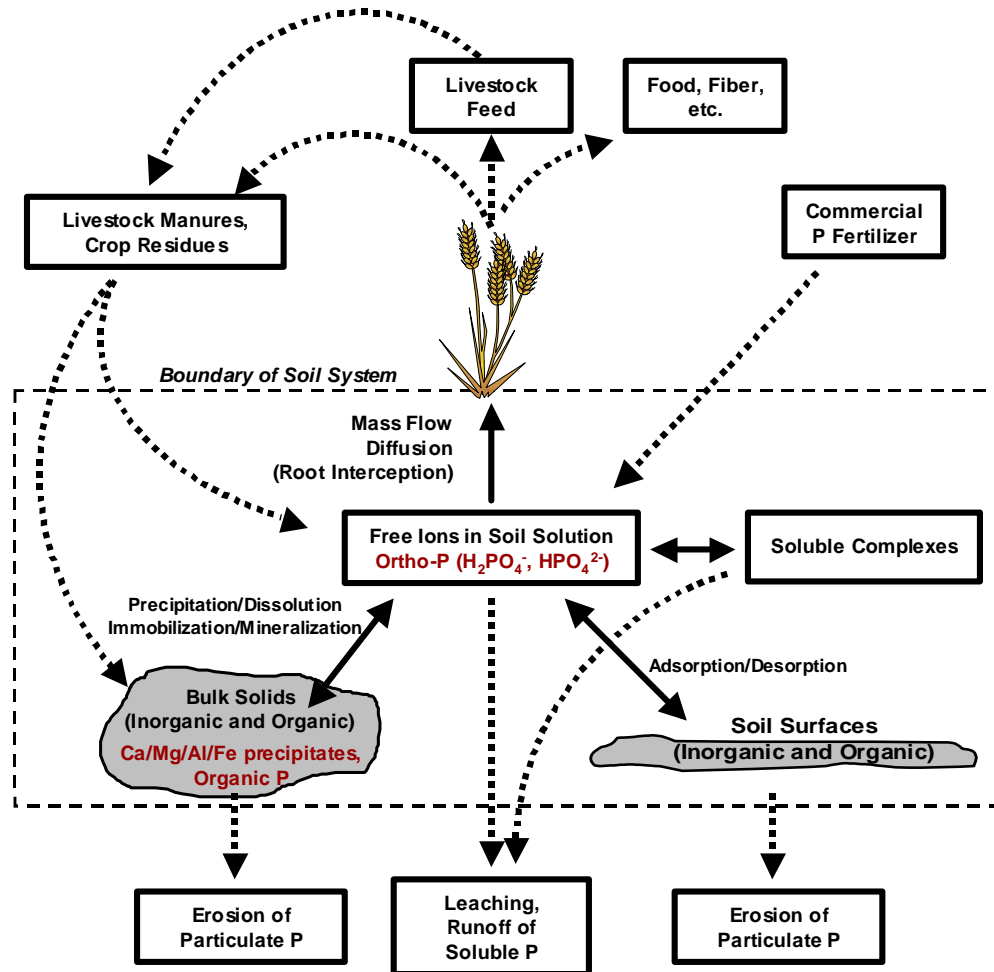 Livestock
Feed
Food, Fiber,
etc.
Livestock Manures,
Crop Residues
Commercial
P Fertilizer
Boundary of Soil System
Mass Flow
Diffusion
(Root Interception)
Free Ions in Soil Solution
Ortho-P (H₂PO₄⁻, HPO₄²⁻)
Soluble Complexes
Precipitation/Dissolution
Immobilization/Mineralization
Adsorption/Desorption
Bulk Solids
(Inorganic and Organic)
Ca/Mg/Al/Fe precipitates,
Organic P
Soil Surfaces
(Inorganic and Organic)
Erosion of
Particulate P
Leaching,
Runoff of
Soluble P
Erosion of
Particulate P